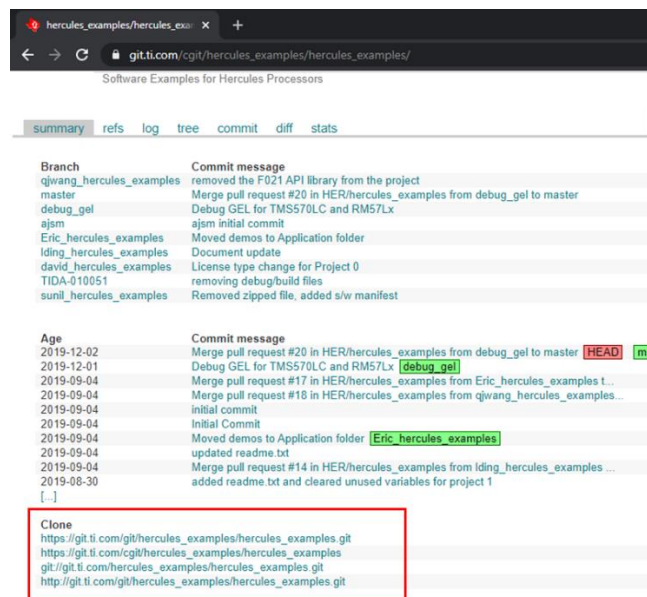 hercules_examples/hercules_exar
git.ti.com/cgit/hercules_examples/hercules_examples/
Software Examples for Hercules Processors
summary refs log tree commit diff stats
Branch Commit message
qjwang_hercules_examples removed the F021 API library from the project
master Merge pull request #20 in HER/hercules_examples from debug_gel to master
debug_gel Debug GEL for TMS570LC and RM57Lx
ajsm ajsm initial commit
Eric_hercules_examples Moved demos to Application folder
lding_hercules_examples Document update
david_hercules_examples License type change for Project 0
TIDA-010051 removing debug/build files
sunil_hercules_examples Removed zipped file, added s/w manifest
Age Commit message
2019-12-02 Merge pull request #20 in HER/hercules_examples from debug_gel to master HEAD m
2019-12-01 Debug GEL for TMS570LC and RM57Lx debug_gel
2019-09-04 Merge pull request #17 in HER/hercules_examples from Eric_hercules_examples t...
2019-09-04 Merge pull request #18 in HER/hercules_examples from qjwang_hercules_examples...
2019-09-04 initial commit
2019-09-04 Initial Commit
2019-09-04 Moved demos to Application folder Eric_hercules_examples
2019-09-04 updated readme.txt
2019-09-04 Merge pull request #14 in HER/hercules_examples from lding_hercules_examples ...
2019-08-30 added readme.txt and cleared unused variables for project 1
[...]
Clone
https://git.ti.com/git/hercules_examples/hercules_examples.git
https://git.ti.com/cgit/hercules_examples/hercules_examples
git://git.ti.com/hercules_examples/hercules_examples.git
http://git.ti.com/git/hercules_examples/hercules_examples.git